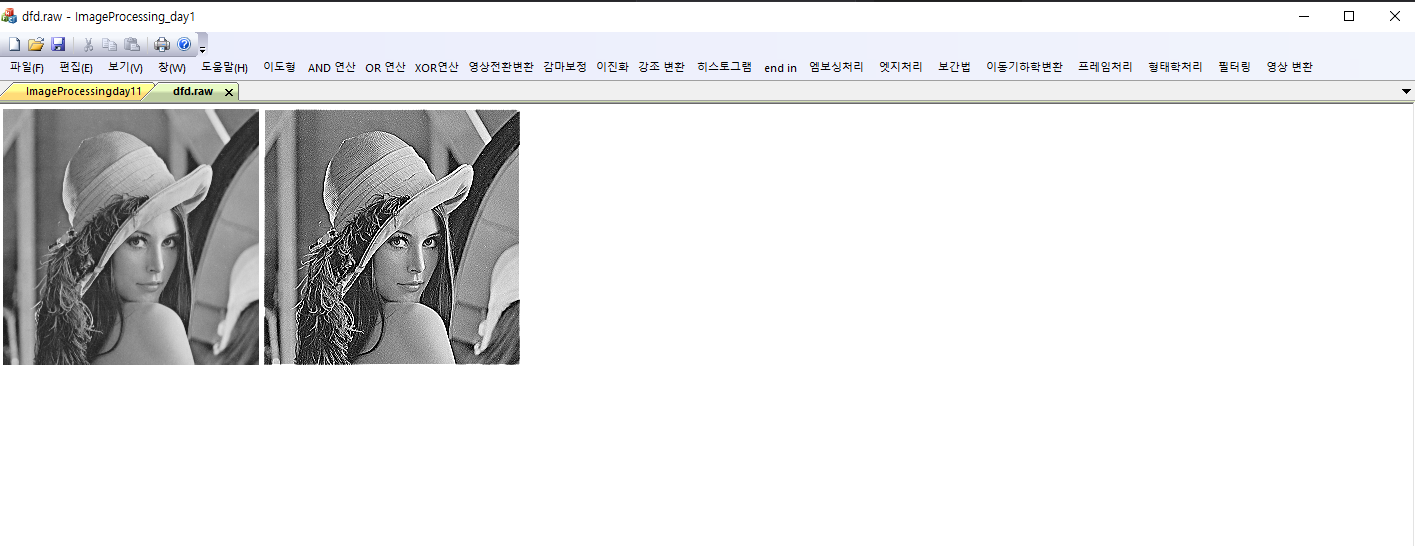 dfd.raw - ImageProcessing_day1
파일(F) 편집(E) 보기(V) 창(W) 도움말(H) 이도형 AND 연산 OR 연산 XOR연산 영상전환변환 감마보정 이진화 강조 변환 히스토그램 end in 엠보싱처리 엣지처리 보간법 이동기하학변환 프레임처리 형태학처리 필터링 영상 변환
ImageProcessingday11 dfd.raw